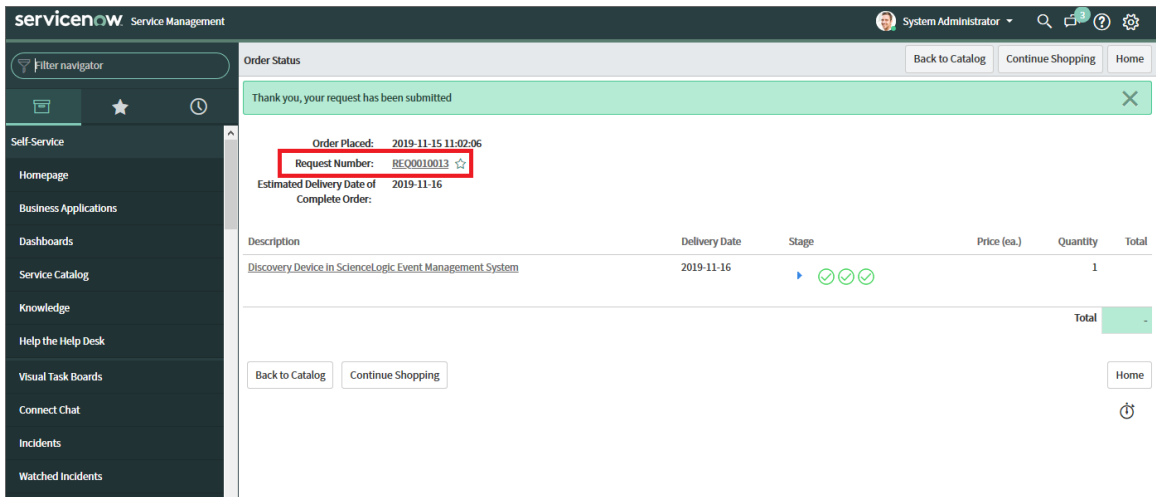 servicenow Service Management
System Administrator
3
Filter navigator
Order Status
Back to Catalog
Continue Shopping
Home
Thank you, your request has been submitted
Self-Service
Order Placed: 2019-11-15 11:02:06
Request Number: REQ0010013
Estimated Delivery Date of Complete Order: 2019-11-16
Homepage
Business Applications
Dashboards
Service Catalog
Knowledge
Help the Help Desk
Visual Task Boards
Connect Chat
Incidents
Watched Incidents
Description Delivery Date Stage Price (ea.) Quantity Total
Discovery Device in ScienceLogic Event Management System 2019-11-16 1
Total -
Back to Catalog
Continue Shopping
Home